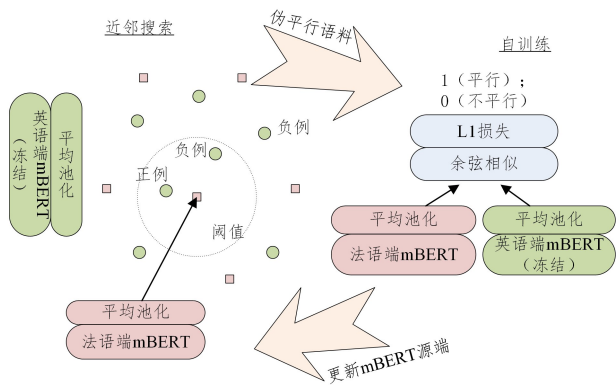 近邻搜索
伪平行语料
自训练
1（平行）；
0（不平行）
L1损失
余弦相似
平均池化
法语端mBERT
平均池化
英语端mBERT
（冻结）
英语端mBERT
（冻结）
平均池化
负例
负例
正例
阈值
平均池化
法语端mBERT
更新mBERT源端